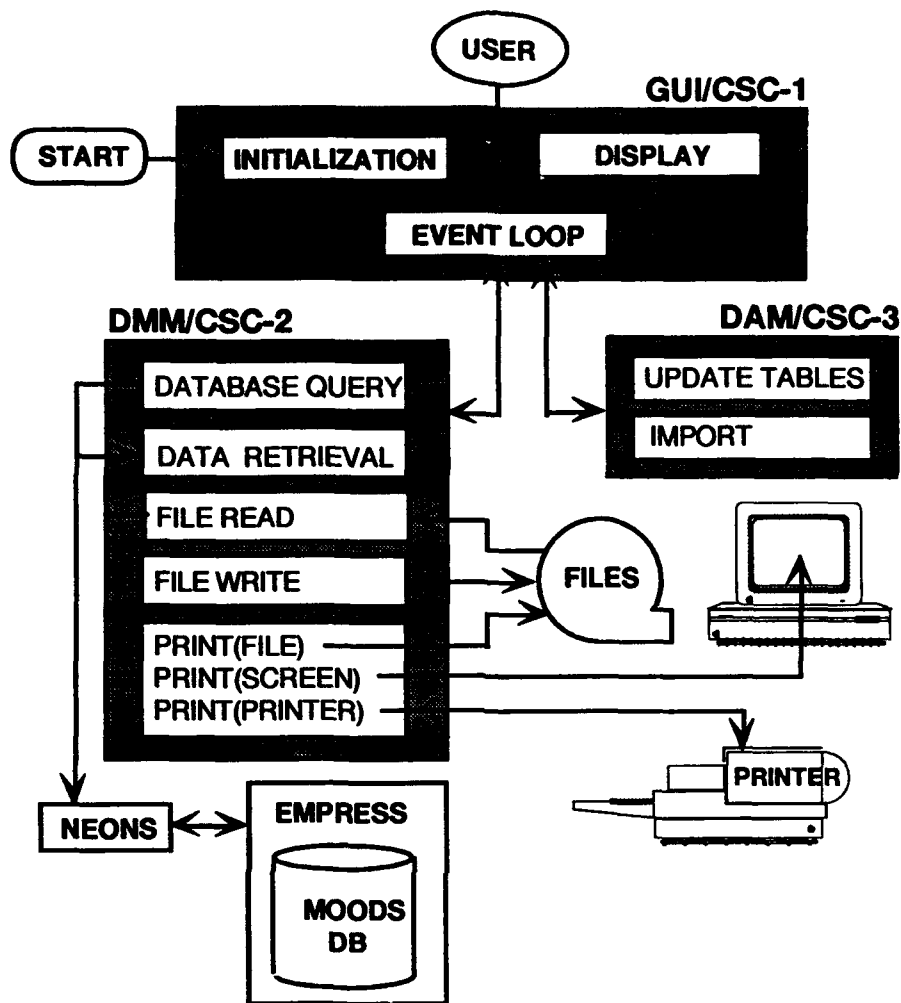 USER
GUI/CSC-1
START
INITIALIZATION
DISPLAY
EVENT LOOP
DMM/CSC-2
DAM/CSC-3
DATABASE QUERY
DATA RETRIEVAL
FILE READ
FILE WRITE
PRINT(FILE)
PRINT(SCREEN)
PRINT(PRINTER)
UPDATE TABLES
IMPORT
FILES
PRINTER
NEONS
EMPRESS
MOODS
DB